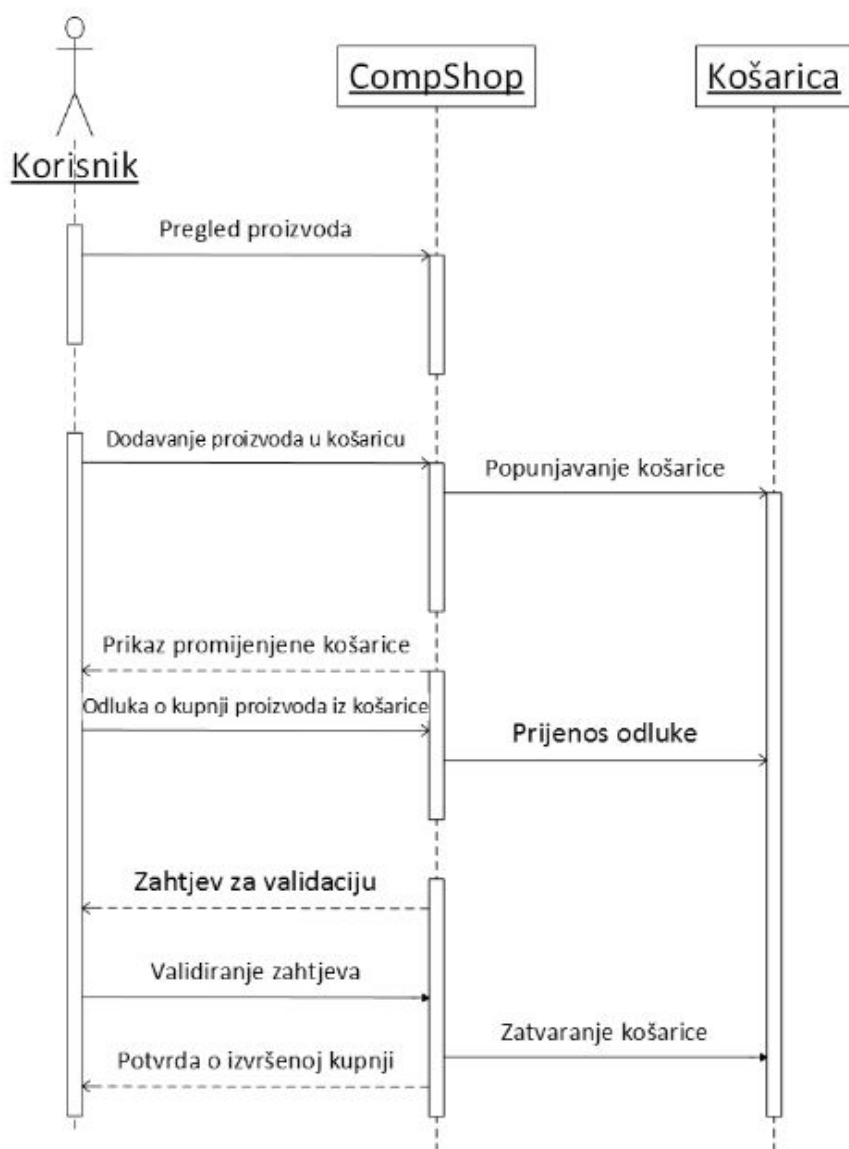 CompShop
Košarica
Korisnik
Pregled proizvoda
Dodavanje proizvoda u košaricu
Popunjavanje košarice
Prikaz promijenjene košarice
Odluka o kupnji proizvoda iz košarice
Prijenos odluke
Zahtjev za validaciju
Validiranje zahtjeva
Zatvaranje košarice
Potvrda o izvršenoj kupnji